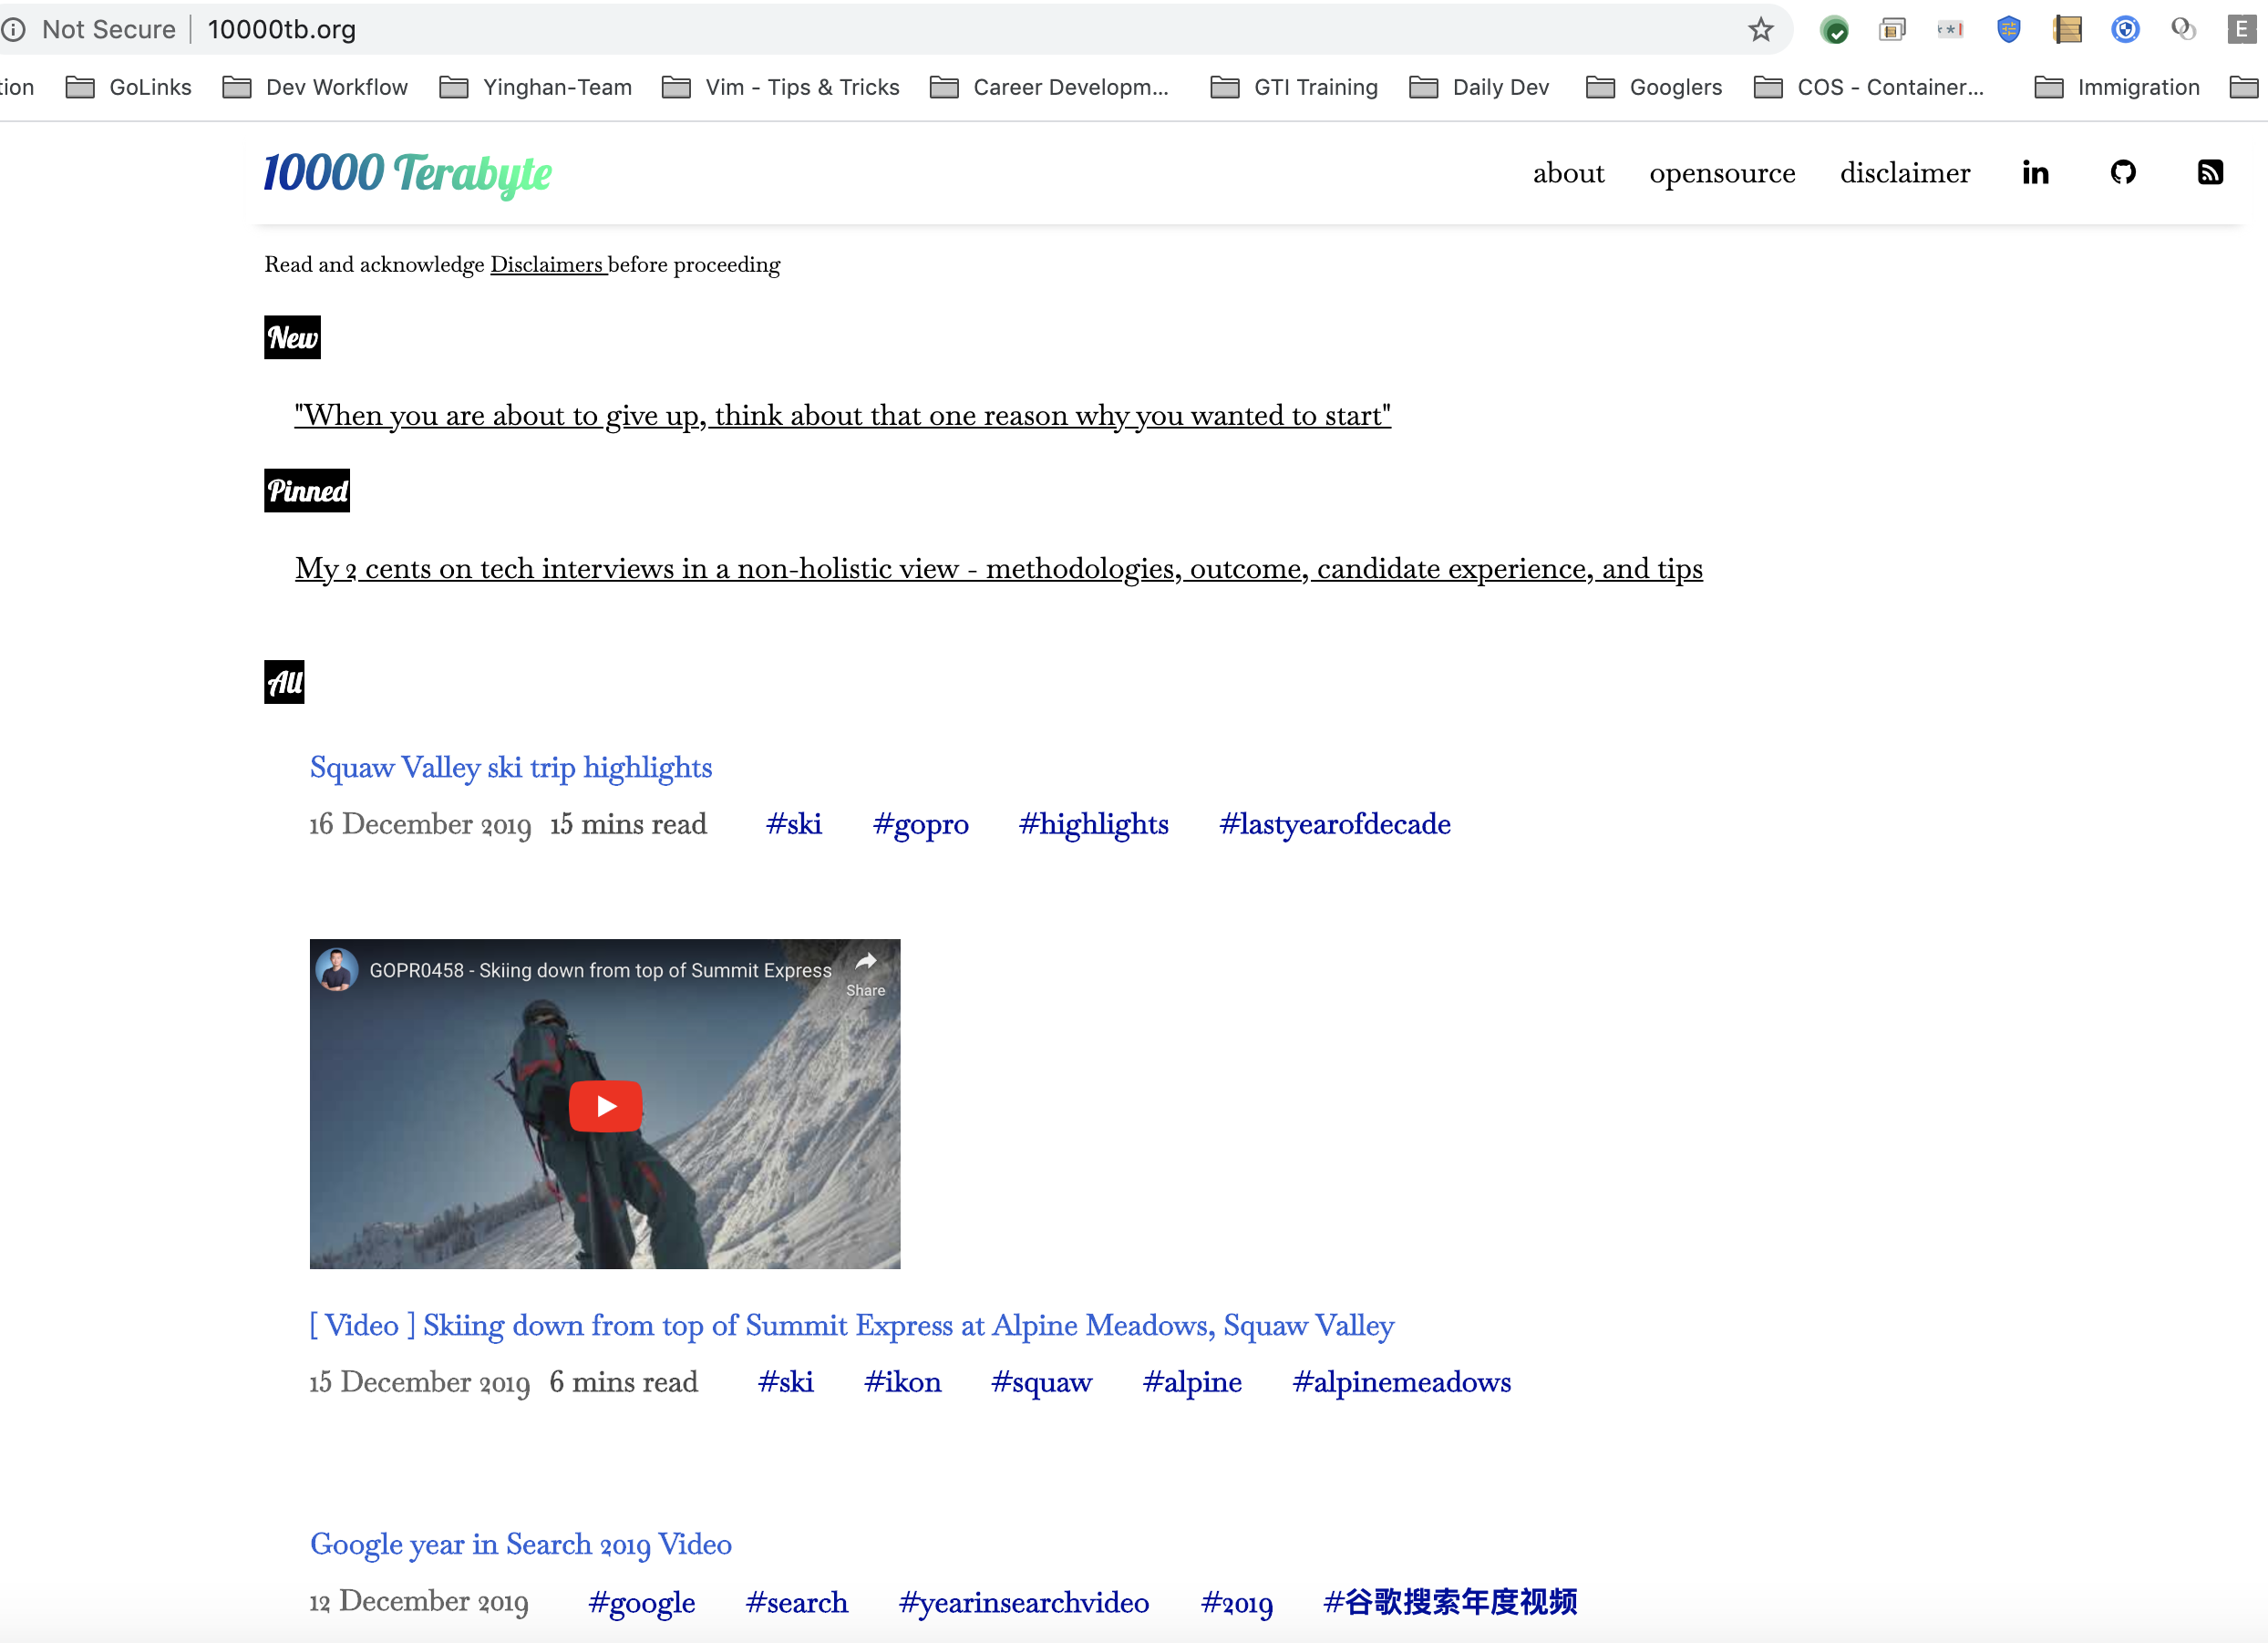 Not Secure | 10000tb.org
tion GoLinks Dev Workflow Yinghan-Team Vim - Tips & Tricks Career Developm... GTI Training Daily Dev Googlers COS - Container... Immigration
10000 Terabyte about opensource disclaimer in
Read and acknowledge Disclaimers before proceeding
New
"When you are about to give up, think about that one reason why you wanted to start"
Pinned
My 2 cents on tech interviews in a non-holistic view - methodologies, outcome, candidate experience, and tips
All
Squaw Valley ski trip highlights
16 December 2019 15 mins read #ski #gopro #highlights #lastyearofdecade
GOPR0458 - Skiing down from top of Summit Express
Share
[ Video ] Skiing down from top of Summit Express at Alpine Meadows, Squaw Valley
15 December 2019 6 mins read #ski #ikon #squaw #alpine #alpinemeadows
Google year in Search 2019 Video
12 December 2019 #google #search #yearinsearchvideo #2019 #谷歌搜索年度视频